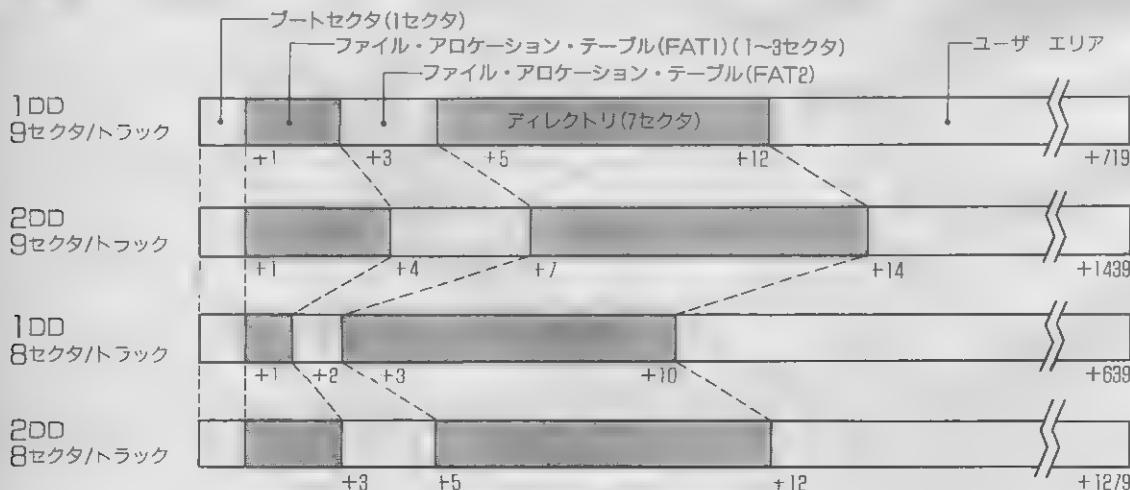 ブートセクタ(1セクタ)
ファイル・アロケーション・テーブル(FAT1)(1~3セクタ)
ファイル・アロケーション・テーブル(FAT2)
ユーザ エリア
1DD
9セクタ/トラック
ディレクトリ(7セクタ)
+1 +3 +5 +12 +719
2DD
9セクタ/トラック
+1 +4 +7 +14 +1439
1DD
8セクタ/トラック
+1 +2 +3 +10 +639
2DD
8セクタ/トラック
+3 +5 +12 +1279